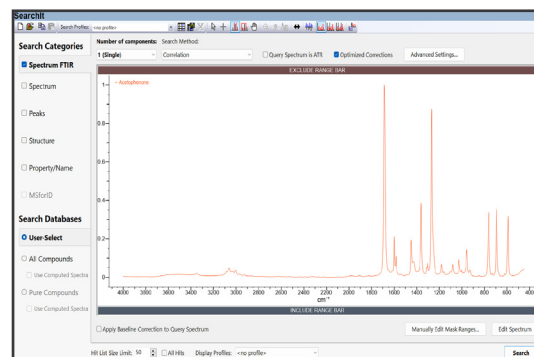 SearchIt
Search Profiles: <no profile>
Search Categories
Spectrum FTIR
Spectrum
Peaks
Structure
Property/Name
MSforID
Search Databases
User-Select
All Compounds
Use Computed Spectra
Pure Compounds
Use Computed Spectra
Number of components: Search Method:
1 (Single) Correlation Query Spectrum is ATR Optimized Corrections Advanced Settings...
EXCLUDE RANGE BAR
Acetophenone
1
0.8
0.6
0.4
0.2
0
4000 3800 3600 3400 3200 3000 2800 2600 2400 2200 2000 1800 1600 1400 1200 1000 800 600 400
cm⁻¹
INCLUDE RANGE BAR
Apply Baseline Correction to Query Spectrum Manually Edit Mask Ranges... Edit Spectrum
Hit List Size Limit: 50 All Hits Display Profiles: <no profile> Search